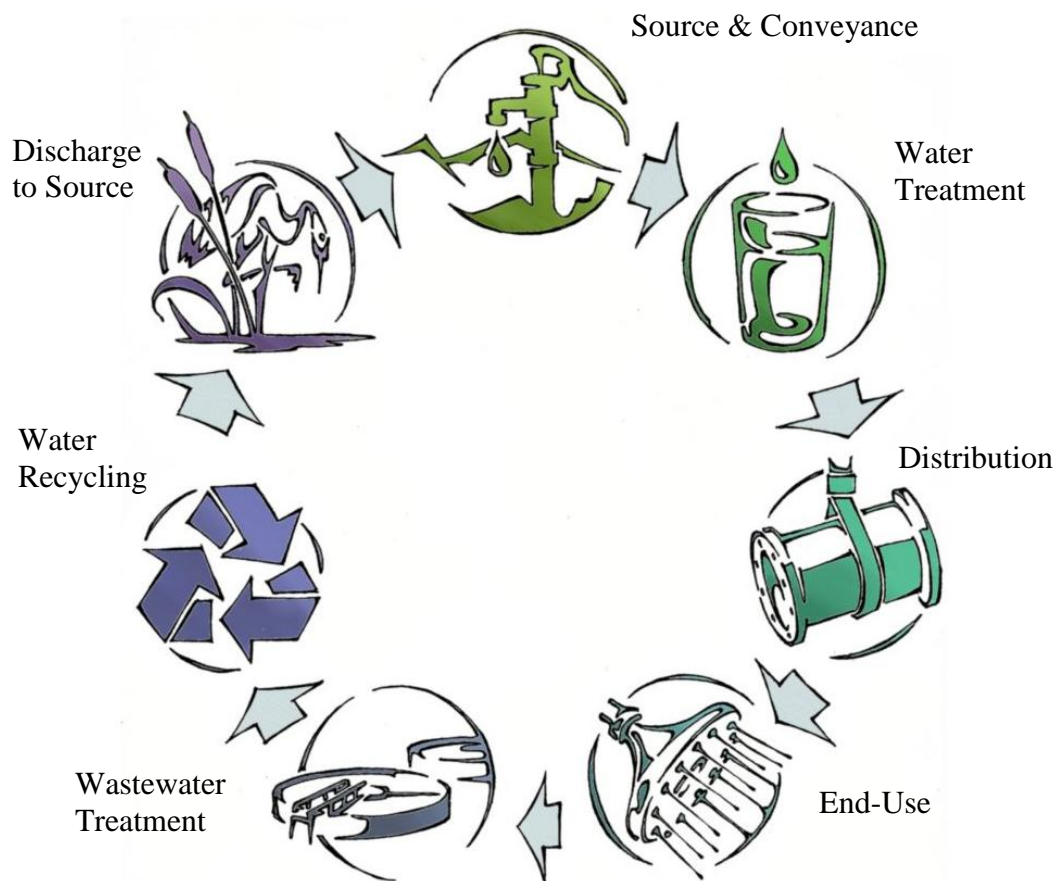 Source & Conveyance
Water
Treatment
Distribution
End-Use
Wastewater
Treatment
Water
Recycling
Discharge
to Source